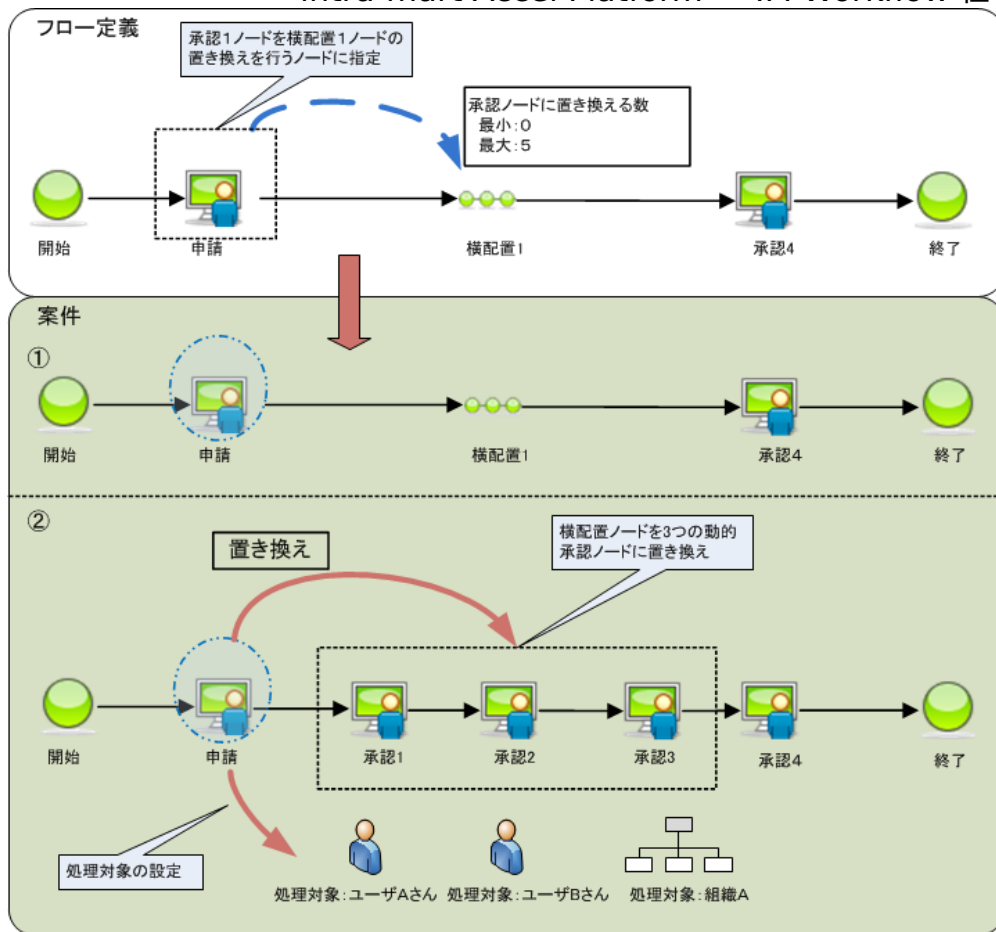 intra-mart Accel Platform — IM-Workflow 仕
フロー定義
承認1ノードを横配置1ノードの
置き換えを行うノードに指定
承認ノードに置き換える数
最小:0
最大:5
開始
申請
横配置1
承認4
終了
案件
①
開始
申請
横配置1
承認4
終了
②
置き換え
横配置ノードを3つの動的
承認ノードに置き換え
開始
申請
承認1
承認2
承認3
承認4
終了
処理対象の設定
処理対象:ユーザAさん
処理対象:ユーザBさん
処理対象:組織A